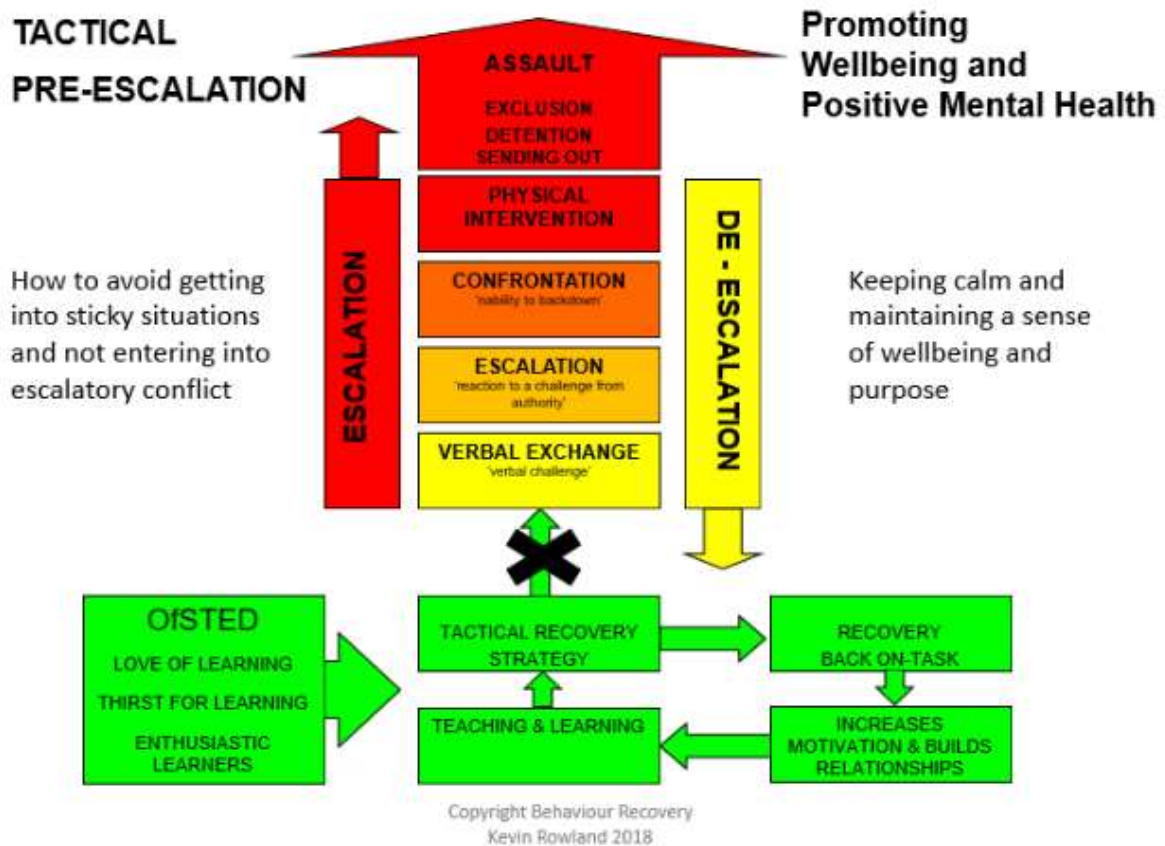 TACTICAL
PRE-ESCALATION
Promoting
Wellbeing and
Positive Mental Health
ASSAULT
EXCLUSION
DETENTION
SENDING OUT
PHYSICAL
INTERVENTION
CONFRONTATION
'nability to backdown'
ESCALATION
'reaction to a challenge from
authority'
VERBAL EXCHANGE
'verbal challenge'
ESCALATION
DE - ESCALATION
How to avoid getting
into sticky situations
and not entering into
escalatory conflict
Keeping calm and
maintaining a sense
of wellbeing and
purpose
OfSTED
LOVE OF LEARNING
THIRST FOR LEARNING
ENTHUSIASTIC
LEARNERS
TACTICAL RECOVERY
STRATEGY
RECOVERY
BACK ON-TASK
TEACHING & LEARNING
INCREASES
MOTIVATION & BUILDS
RELATIONSHIPS
Copyright Behaviour Recovery
Kevin Rowland 2018